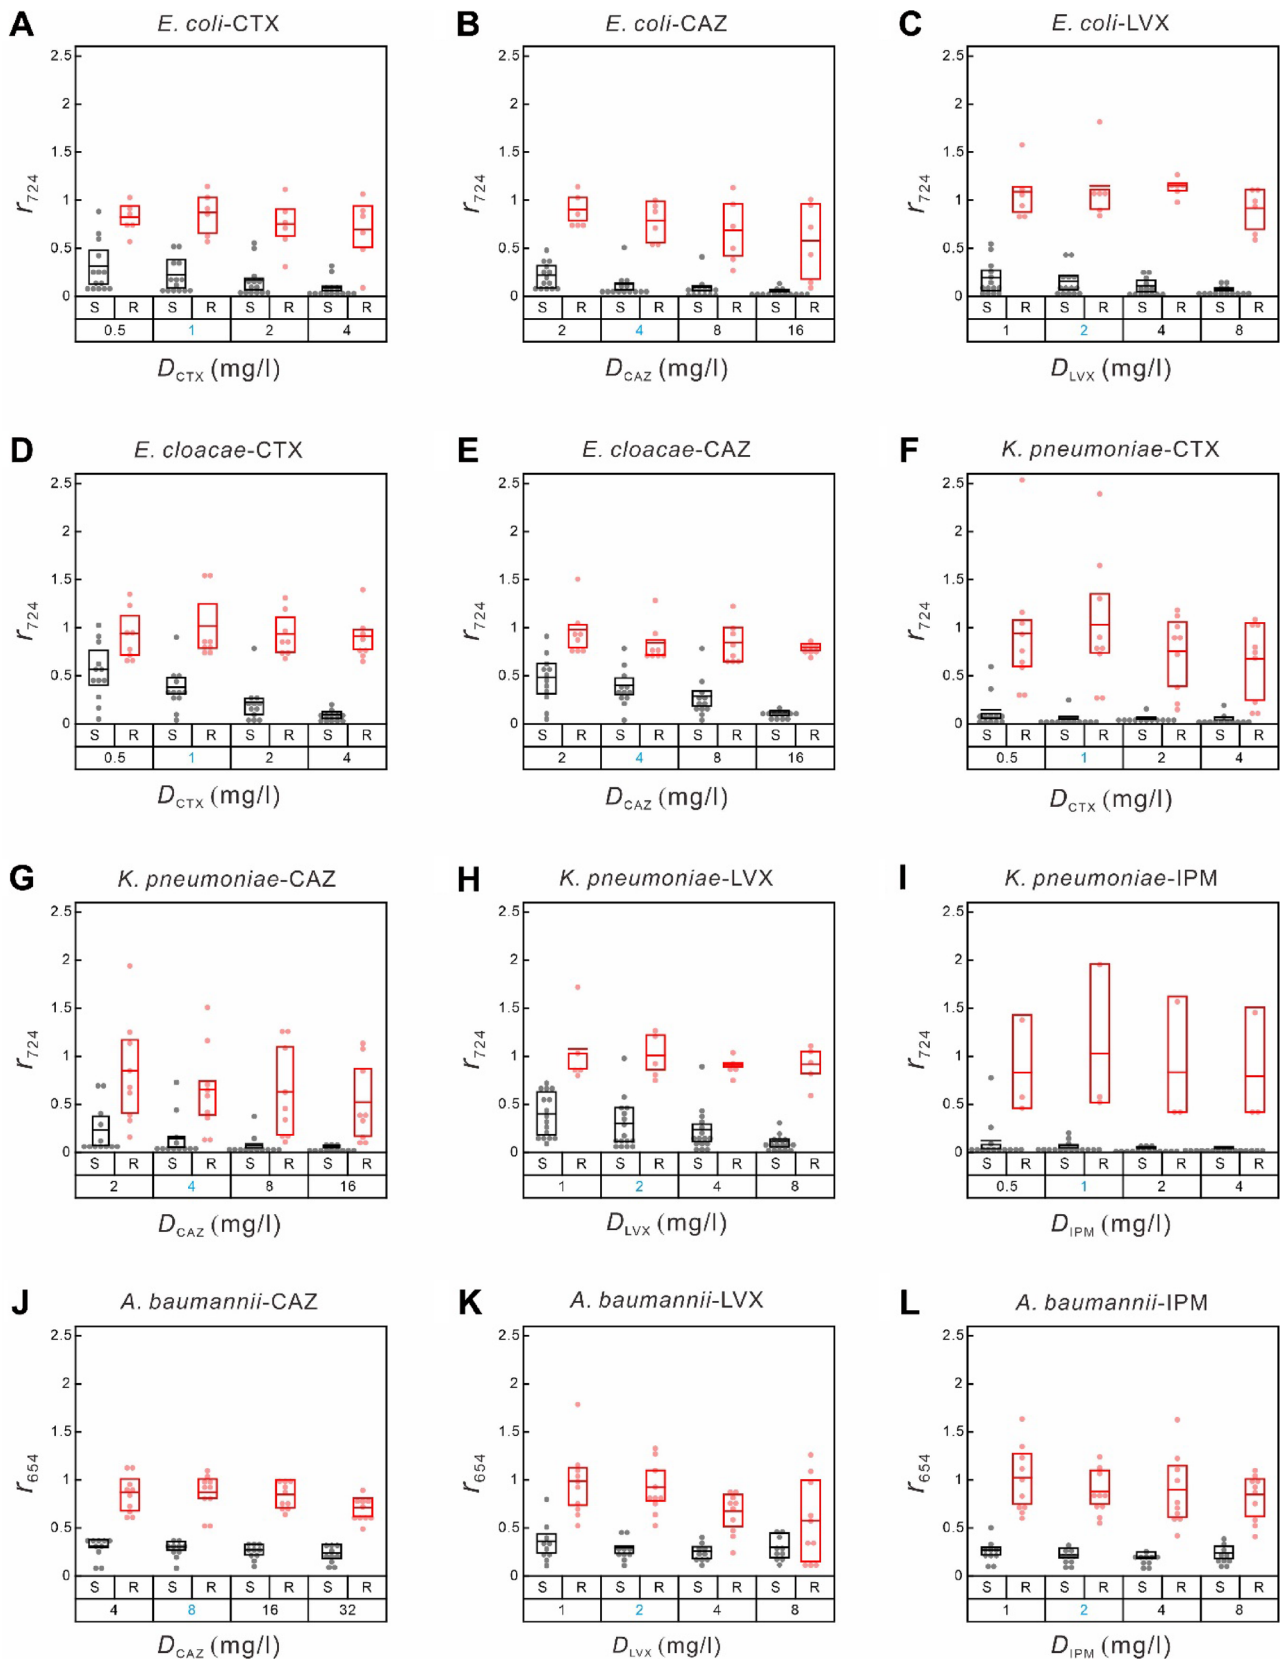 A E. coli-CTX
B E. coli-CAZ
C E. coli-LVX
2.5 2.5 2.5
2 2 2
1.5 1.5 1.5
r724 r724 r724
1 1 1
0.5 0.5 0.5
0 0 0
S R S R S R S R
S R S R S R S R
S R S R S R S R
0.5 1 2 4
2 4 8 16
1 2 4 8
DCTX (mg/l)
DCAZ (mg/l)
DLVX (mg/l)
D E. cloacae-CTX
E E. cloacae-CAZ
F K. pneumoniae-CTX
2.5 2.5 2.5
2 2 2
1.5 1.5 1.5
r724 r724 r724
1 1 1
0.5 0.5 0.5
0 0 0
S R S R S R S R
S R S R S R S R
S R S R S R S R
0.5 1 2 4
2 4 8 16
0.5 1 2 4
DCTX (mg/l)
DCAZ (mg/l)
DCTX (mg/l)
G K. pneumoniae-CAZ
H K. pneumoniae-LVX
I K. pneumoniae-IPM
2.5 2.5 2.5
2 2 2
1.5 1.5 1.5
r724 r724 r724
1 1 1
0.5 0.5 0.5
0 0 0
S R S R S R S R
S R S R S R S R
S R S R S R S R
2 4 8 16
1 2 4 8
0.5 1 2 4
DCAZ (mg/l)
DLVX (mg/l)
DIPM (mg/l)
J A. baumannii-CAZ
K A. baumannii-LVX
L A. baumannii-IPM
2.5 2.5 2.5
2 2 2
1.5 1.5 1.5
r654 r654 r654
1 1 1
0.5 0.5 0.5
0 0 0
S R S R S R S R
S R S R S R S R
S R S R S R S R
4 8 16 32
1 2 4 8
1 2 4 8
DCAZ (mg/l)
DLVX (mg/l)
DIPM (mg/l)